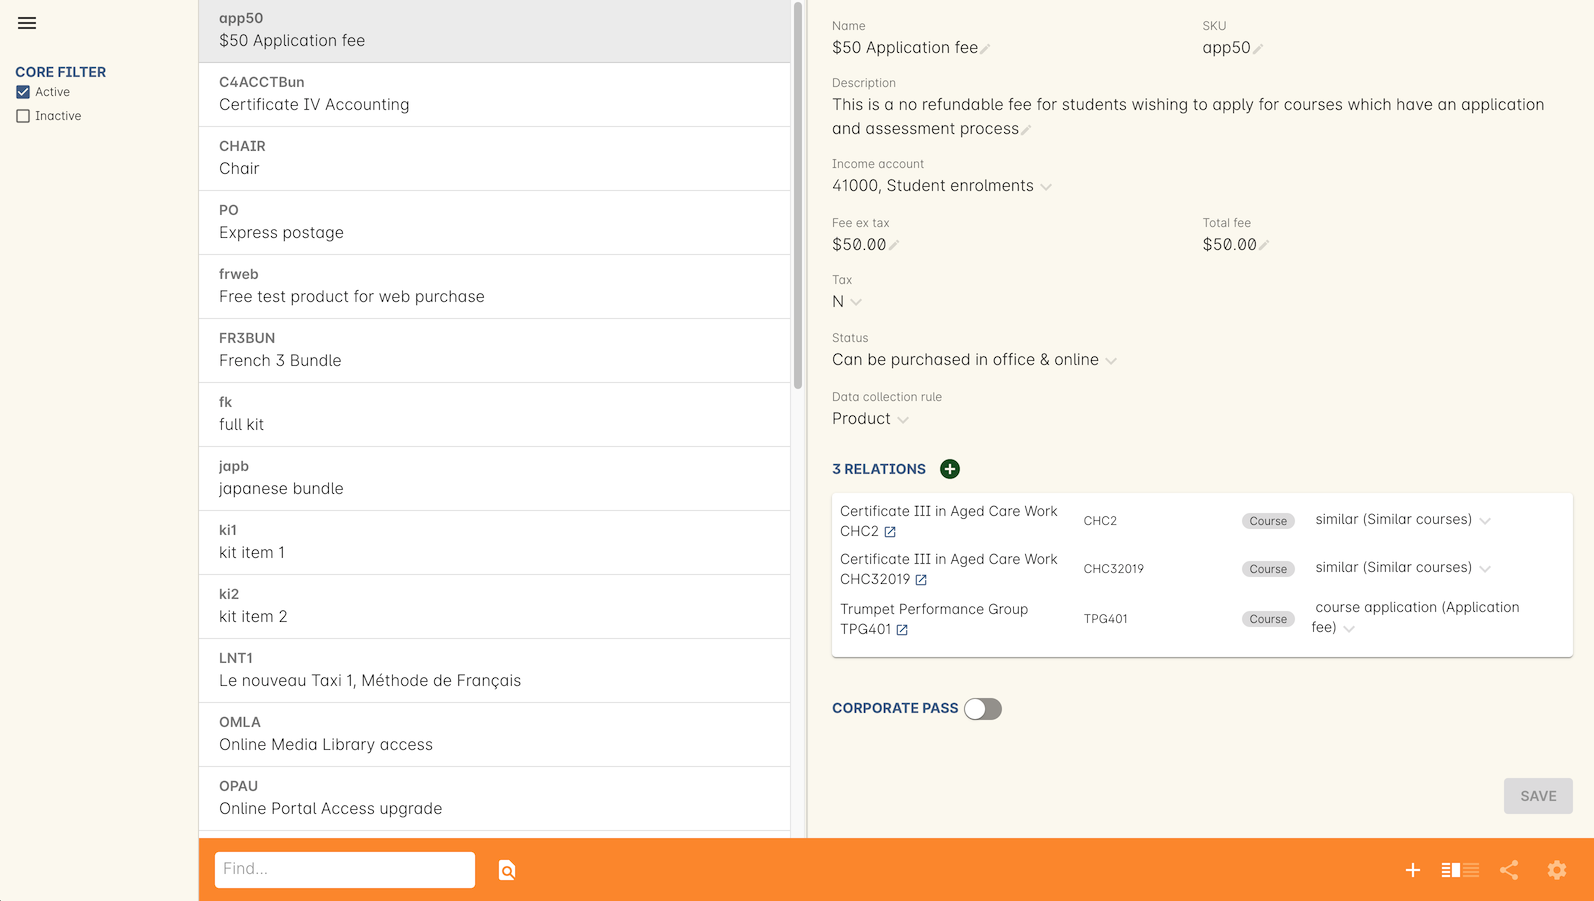 CORE FILTER
Active
Inactive
app50
$50 Application fee
C4ACCTBun
Certificate IV Accounting
CHAIR
Chair
PO
Express postage
frweb
Free test product for web purchase
FR3BUN
French 3 Bundle
fk
full kit
japb
japanese bundle
ki1
kit item 1
ki2
kit item 2
LNT1
Le nouveau Taxi 1, Méthode de Français
OMLA
Online Media Library access
OPAU
Online Portal Access upgrade
Find...
Name
$50 Application fee
SKU
app50
Description
This is a no refundable fee for students wishing to apply for courses which have an application
and assessment process
Income account
41000, Student enrolments
Fee ex tax
$50.00
Total fee
$50.00
Tax
N
Status
Can be purchased in office & online
Data collection rule
Product
3 RELATIONS
Certificate III in Aged Care Work
CHC2
CHC2
Course
similar (Similar courses)
Certificate III in Aged Care Work
CHC32019
CHC32019
Course
similar (Similar courses)
Trumpet Performance Group
TPG401
TPG401
Course
course application (Application
fee)
CORPORATE PASS
SAVE